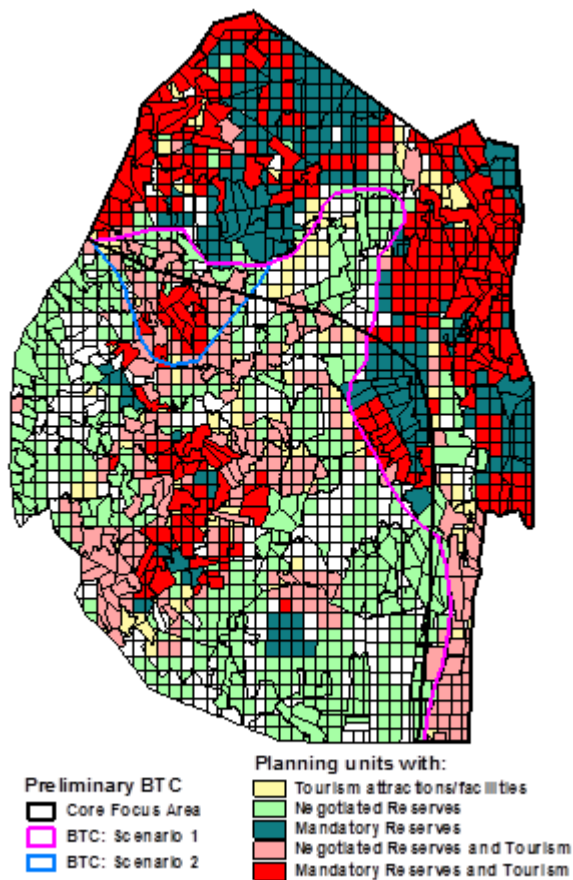 Preliminary BTC
Core Focus Area
BTC: Scenario 1
BTC: Scenario 2
Planning units with:
Tourism attractions/facilities
Negotiated Reserves
Mandatory Reserves
Negotiated Reserves and Tourism
Mandatory Reserves and Tourism